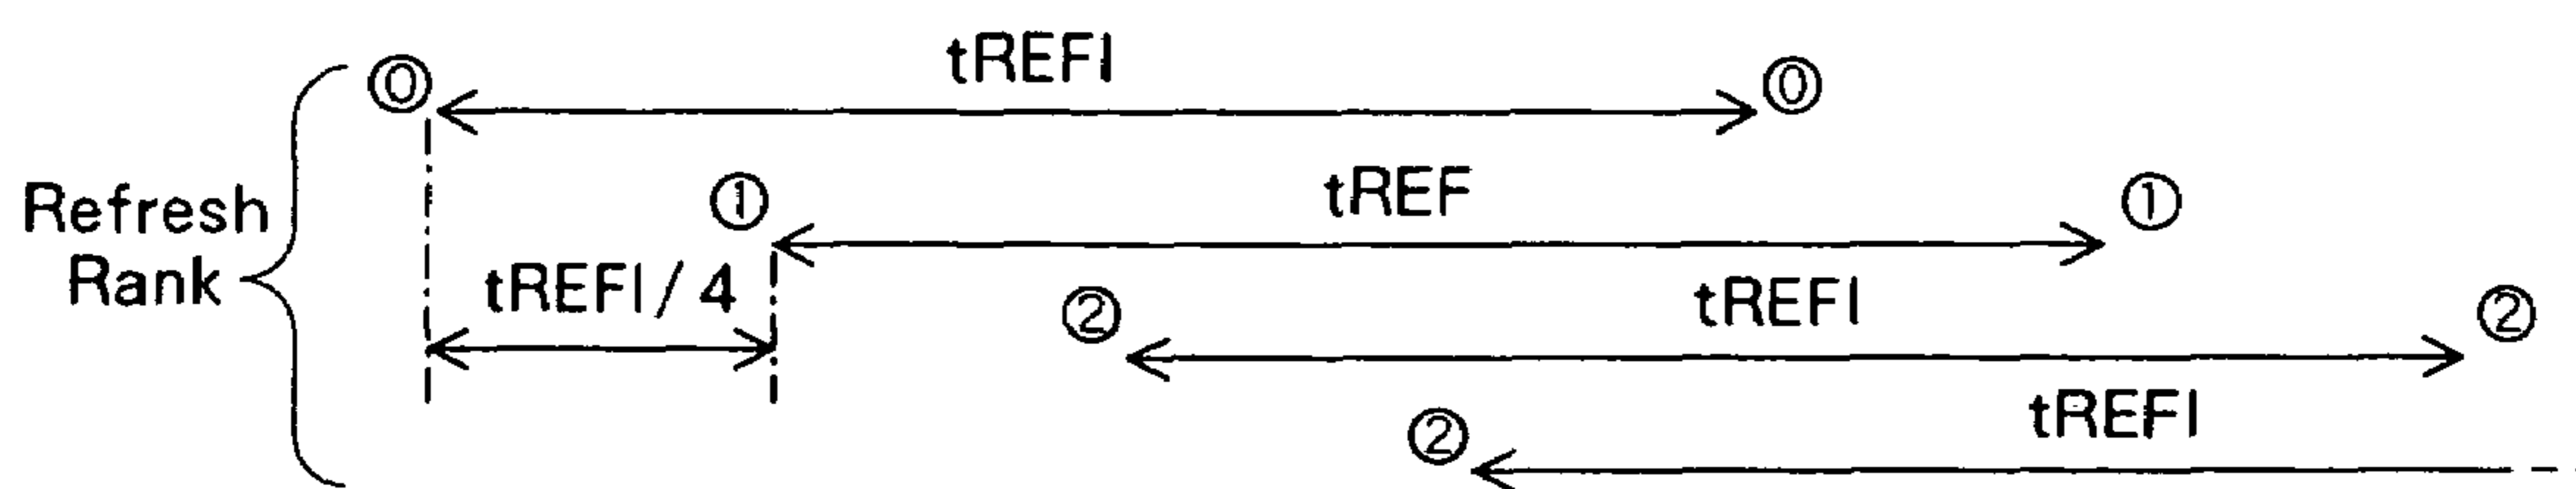 tREFI
⓪ ⓪
tREF
① ①
Refresh
Rank
tREFI/4
tREFI
② ②
tREFI
②